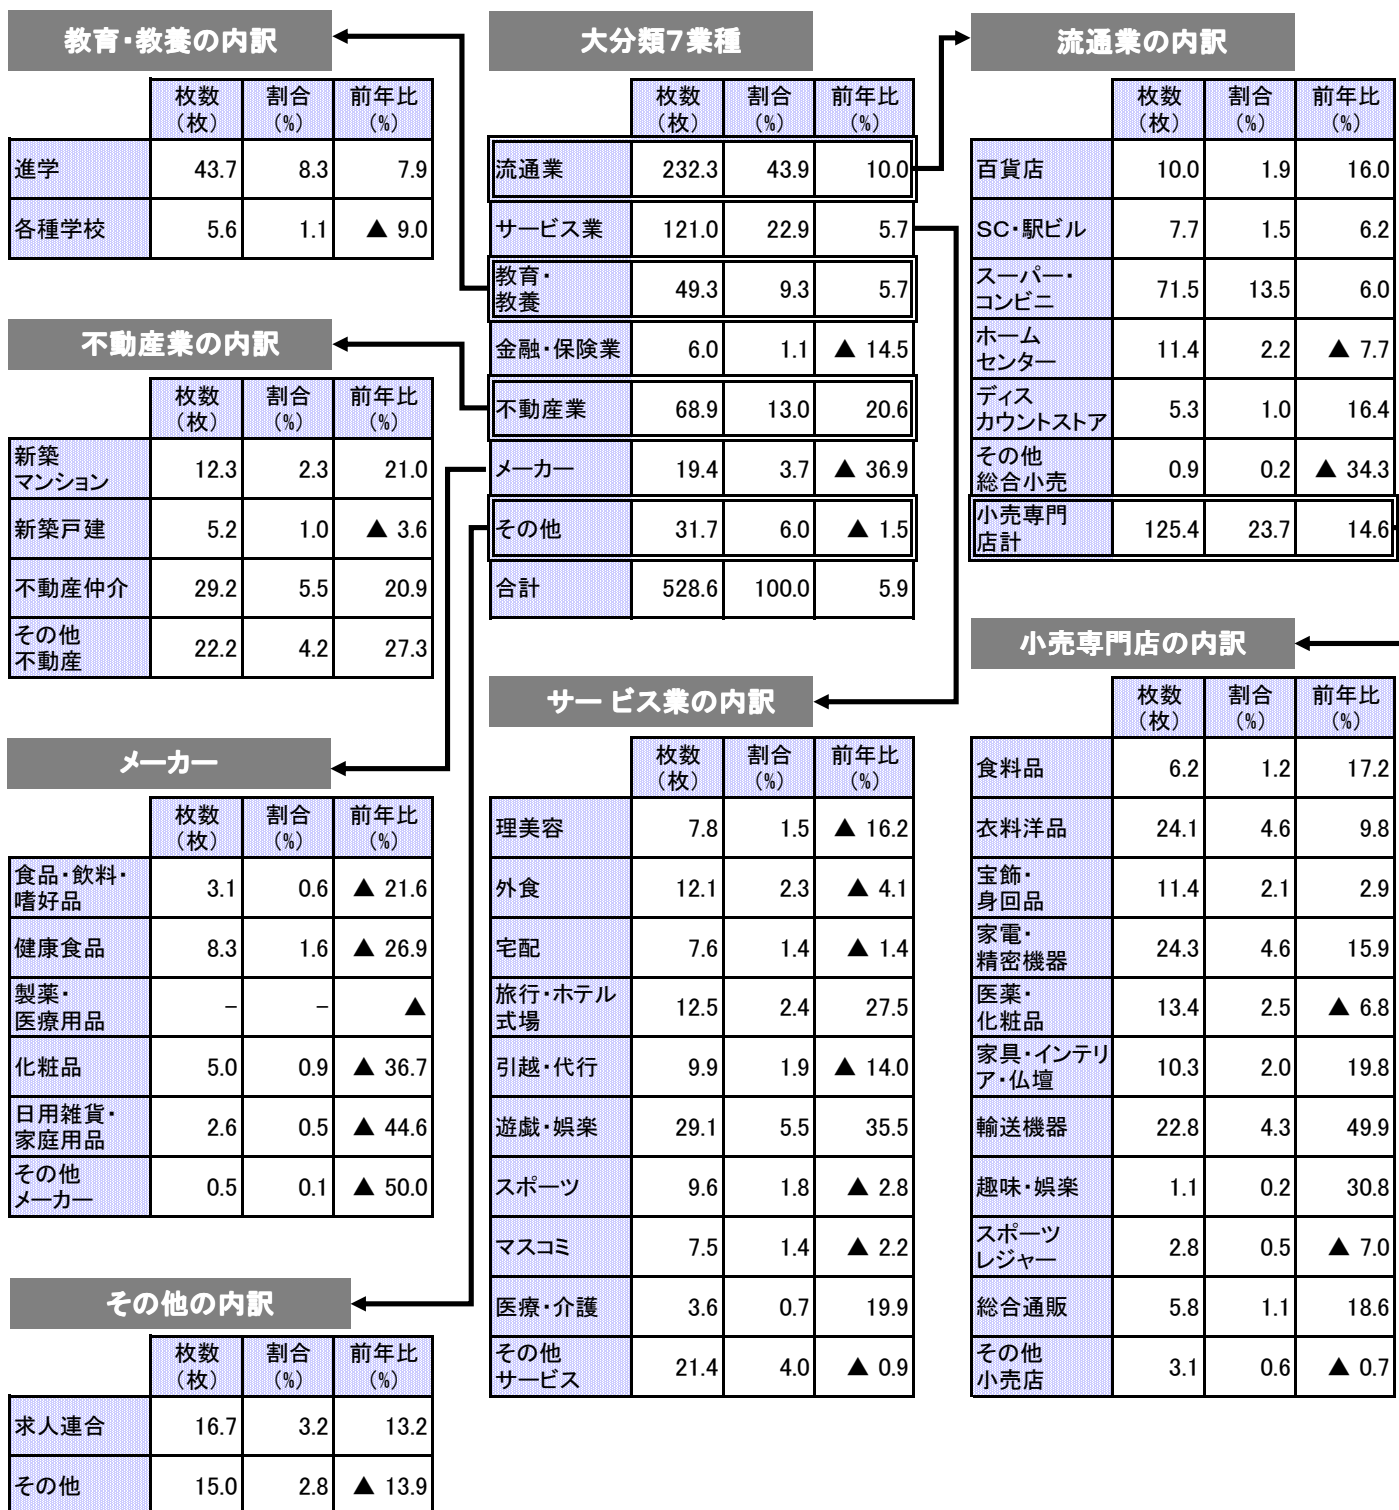 教育・教養の内訳
枚数 割合 前年比
（枚） （%） （%）
進学 43.7 8.3 7.9
各種学校 5.6 1.1 ▲ 9.0
不動産業の内訳
枚数 割合 前年比
（枚） （%） （%）
新築
マンション 12.3 2.3 21.0
新築戸建 5.2 1.0 ▲ 3.6
不動産仲介 29.2 5.5 20.9
その他
不動産 22.2 4.2 27.3
メーカー
枚数 割合 前年比
（枚） （%） （%）
食品・飲料・
嗜好品 3.1 0.6 ▲ 21.6
健康食品 8.3 1.6 ▲ 26.9
製薬・
医療用品 － － ▲
化粧品 5.0 0.9 ▲ 36.7
日用雑貨・
家庭用品 2.6 0.5 ▲ 44.6
その他
メーカー 0.5 0.1 ▲ 50.0
その他の内訳
枚数 割合 前年比
（枚） （%） （%）
求人連合 16.7 3.2 13.2
その他 15.0 2.8 ▲ 13.9
大分類７業種
枚数 割合 前年比
（枚） （%） （%）
流通業 232.3 43.9 10.0
サービス業 121.0 22.9 5.7
教育・
教養 49.3 9.3 5.7
金融・保険業 6.0 1.1 ▲ 14.5
不動産業 68.9 13.0 20.6
メーカー 19.4 3.7 ▲ 36.9
その他 31.7 6.0 ▲ 1.5
合計 528.6 100.0 5.9
サービス業の内訳
枚数 割合 前年比
（枚） （%） （%）
理美容 7.8 1.5 ▲ 16.2
外食 12.1 2.3 ▲ 4.1
宅配 7.6 1.4 ▲ 1.4
旅行・ホテル
式場 12.5 2.4 27.5
引越・代行 9.9 1.9 ▲ 14.0
遊戯・娯楽 29.1 5.5 35.5
スポーツ 9.6 1.8 ▲ 2.8
マスコミ 7.5 1.4 ▲ 2.2
医療・介護 3.6 0.7 19.9
その他
サービス 21.4 4.0 ▲ 0.9
流通業の内訳
枚数 割合 前年比
（枚） （%） （%）
百貨店 10.0 1.9 16.0
SC・駅ビル 7.7 1.5 6.2
スーパー・
コンビニ 71.5 13.5 6.0
ホーム
センター 11.4 2.2 ▲ 7.7
ディス
カウントストア 5.3 1.0 16.4
その他
総合小売 0.9 0.2 ▲ 34.3
小売専門
店計 125.4 23.7 14.6
小売専門店の内訳
枚数 割合 前年比
（枚） （%） （%）
食料品 6.2 1.2 17.2
衣料洋品 24.1 4.6 9.8
宝飾・
身回品 11.4 2.1 2.9
家電・
精密機器 24.3 4.6 15.9
医薬・
化粧品 13.4 2.5 ▲ 6.8
家具・インテリ
ア・仏壇 10.3 2.0 19.8
輸送機器 22.8 4.3 49.9
趣味・娯楽 1.1 0.2 30.8
スポーツ
レジャー 2.8 0.5 ▲ 7.0
総合通販 5.8 1.1 18.6
その他
小売店 3.1 0.6 ▲ 0.7